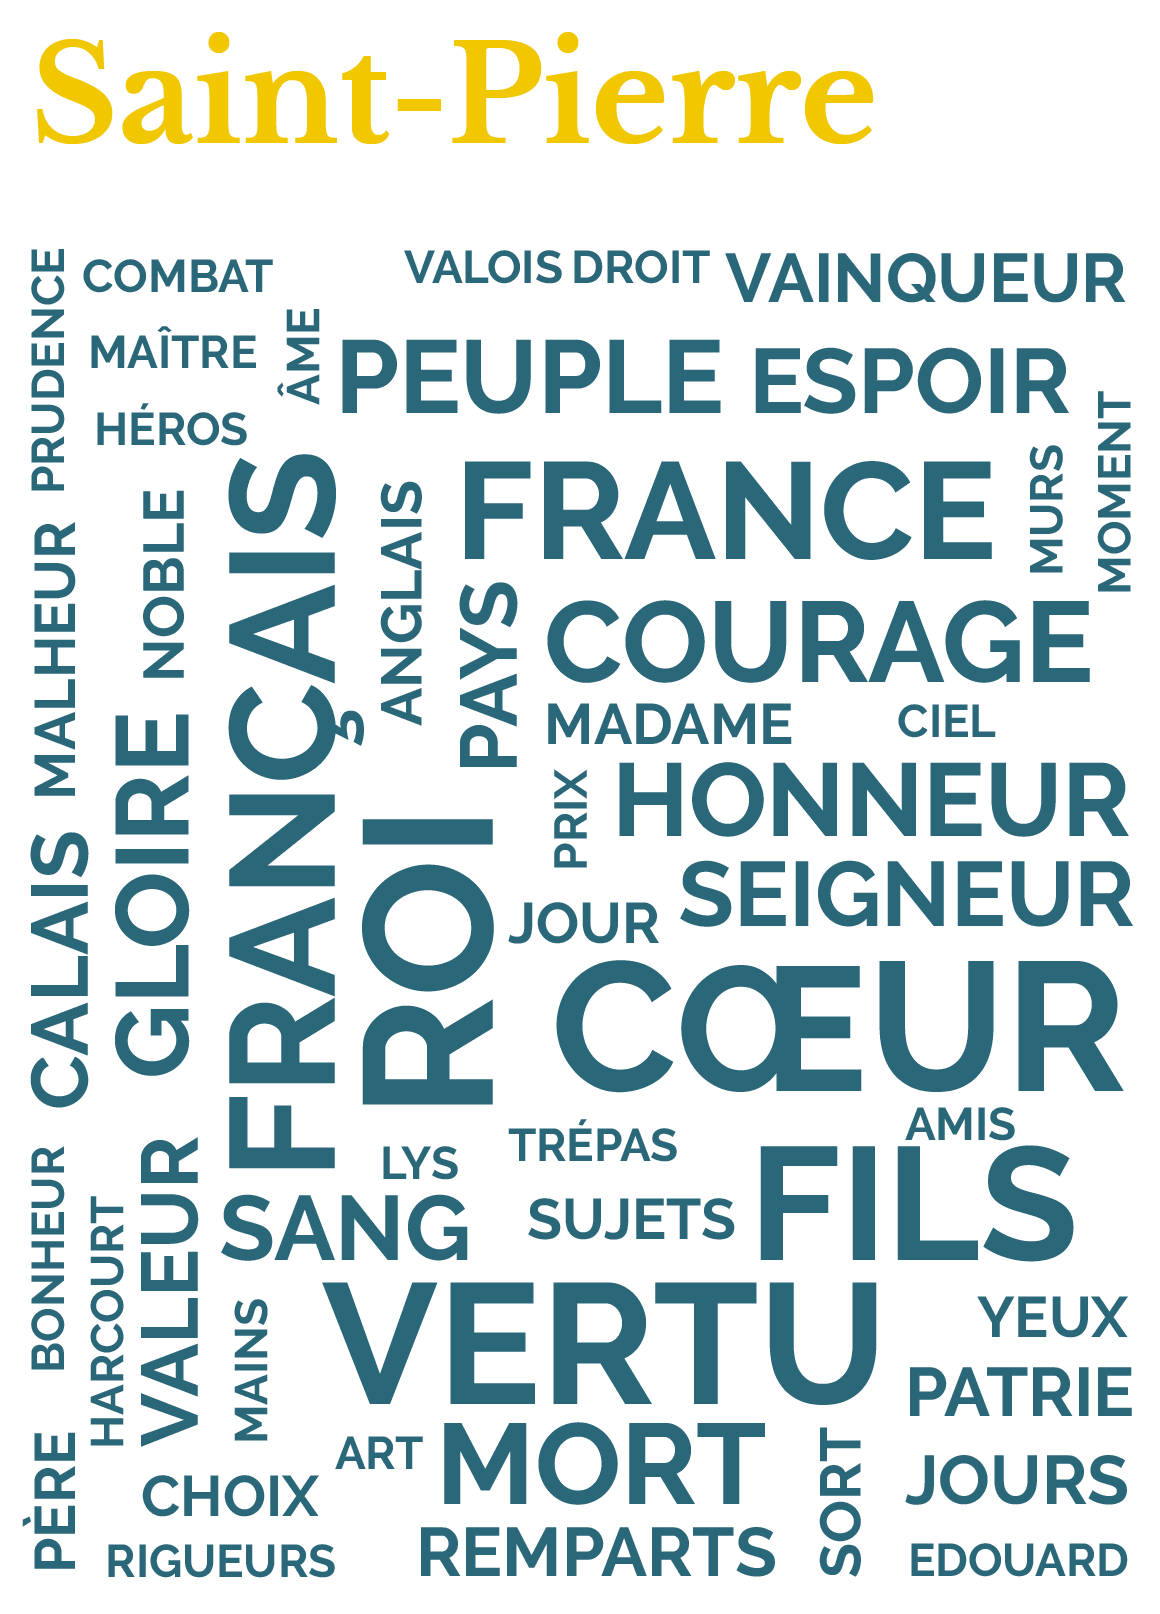 Saint-Pierre
PRUDENCE
COMBAT
VALOIS
DROIT
VAINQUEUR
MAÎTRE
ÂME
PEUPLE
ESPOIR
HÉROS
MOMENT
FRANÇAIS
FRANCE
MURS
ANGLAIS
NOBLE
MALHEUR
PAYS
COURAGE
MADAME
CIEL
GLOIRE
PRIX
HONNEUR
ROI
CALAIS
SEIGNEUR
JOUR
CŒUR
AMIS
TRÉPAS
LYS
FILS
VALEUR
BONHEUR
HARCOURT
SANG
SUJETS
VERTU
MAINS
YEUX
PATRIE
MORT
ART
SORT
PÈRE
CHOIX
JOURS
REMPARTS
RIGUEURS
EDOUARD